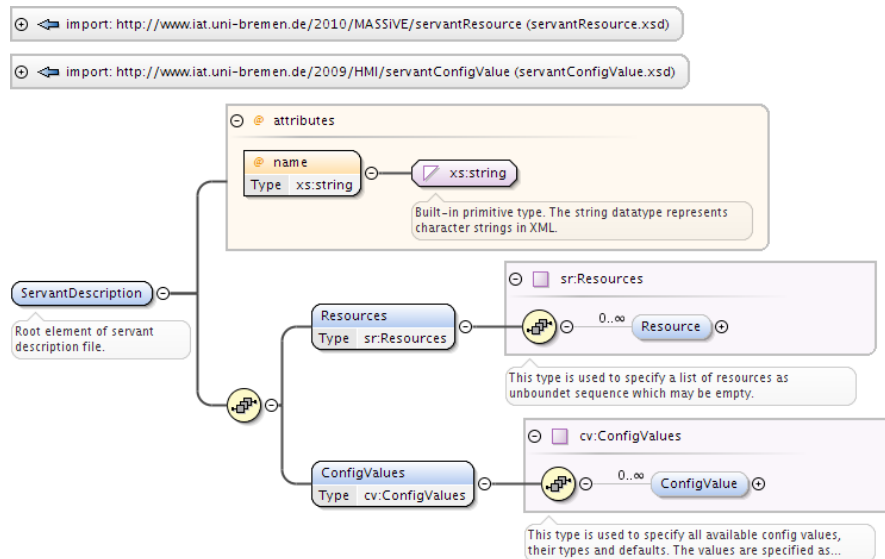 import: http://www.iat.uni-bremen.de/2010/MASSiVE/servantResource (servantResource.xsd)
import: http://www.iat.uni-bremen.de/2009/HMI/servantConfigValue (servantConfigValue.xsd)
@ attributes
@ name
Type xs:string
xs:string
Built-in primitive type. The string datatype represents
character strings in XML.
ServantDescription
Root element of servant
description file.
Resources
Type sr:Resources
sr:Resources
0..∞
Resource
This type is used to specify a list of resources as
unboundet sequence which may be empty.
ConfigValues
Type cv:ConfigValues
cv:ConfigValues
0..∞
ConfigValue
This type is used to specify all available config values,
their types and defaults. The values are specified as...